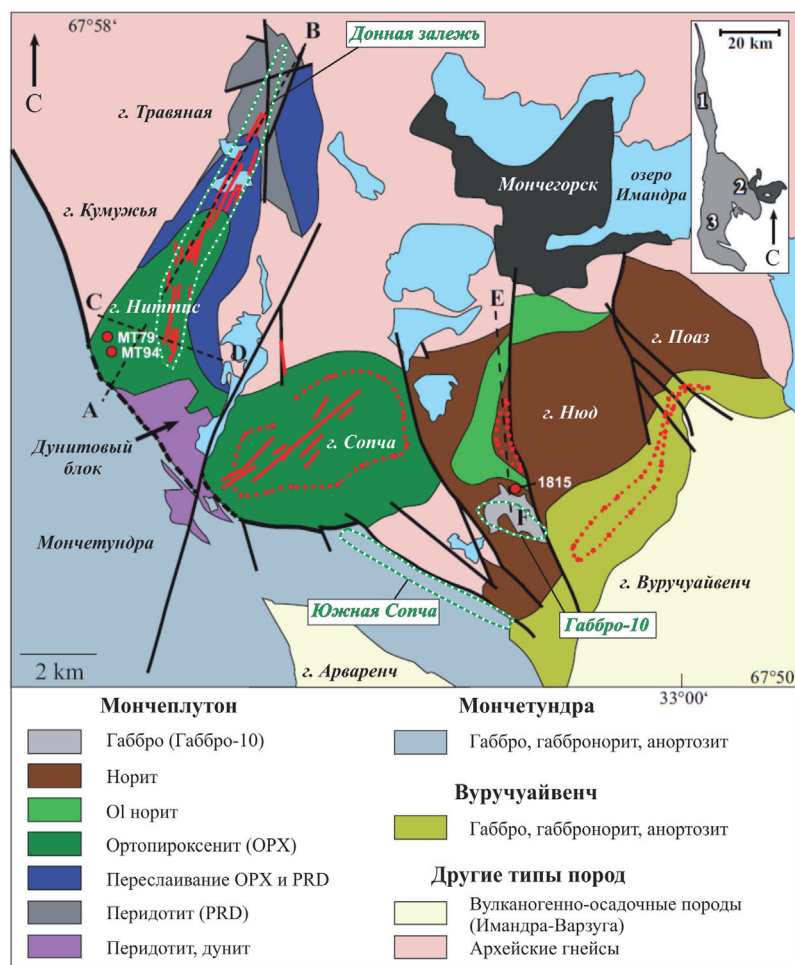 67°58‘
B
Донная залежь
20 km
C
г. Травяная
1
Мончегорск
озеро
Имандра
2
3
C
г. Кумужья
C
г. Ниттис
E
MT79
MT94
D
г. Поаз
A
г. Нюд
Дунитовый
блок
г. Сопча
1815
F
Мончетундра
г. Вуручуайвенч
Южная Сопча
Габбро-10
2 km
г. Арваренч
67°50‘
33°00‘
Мончеплутон
Габбро (Габбро-10)
Норит
Ol норит
Ортопироксенит (OPX)
Переслаивание OPX и PRD
Перидотит (PRD)
Перидотит, дунит
Мончетундра
Габбро, габбронорит, анортозит
Вуручуайвенч
Габбро, габбронорит, анортозит
Другие типы пород
Вулканогенно-осадочные породы
(Имандра-Варзуга)
Архейские гнейсы